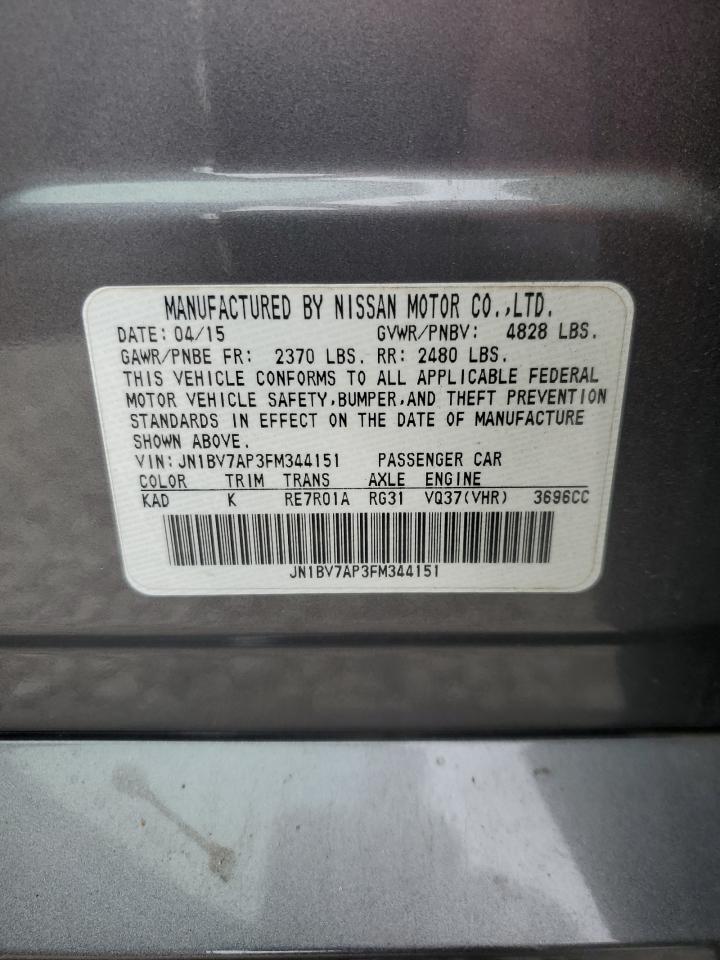 MANUFACTURED BY NISSAN MOTOR CO.,LTD.
DATE: 04/15 GVWR/PNBV: 4828 LBS.
GAWR/PNBE FR: 2370 LBS. RR: 2480 LBS.
THIS VEHICLE CONFORMS TO ALL APPLICABLE FEDERAL
MOTOR VEHICLE SAFETY,BUMPER,AND THEFT PREVENTION
STANDARDS IN EFFECT ON THE DATE OF MANUFACTURE
SHOWN ABOVE.
VIN:JN1BV7AP3FM344151 PASSENGER CAR
COLOR TRIM TRANS AXLE ENGINE
KAD K RE7R01A RG31 VQ37(VHR) 3696CC
JN1BV7AP3FM344151